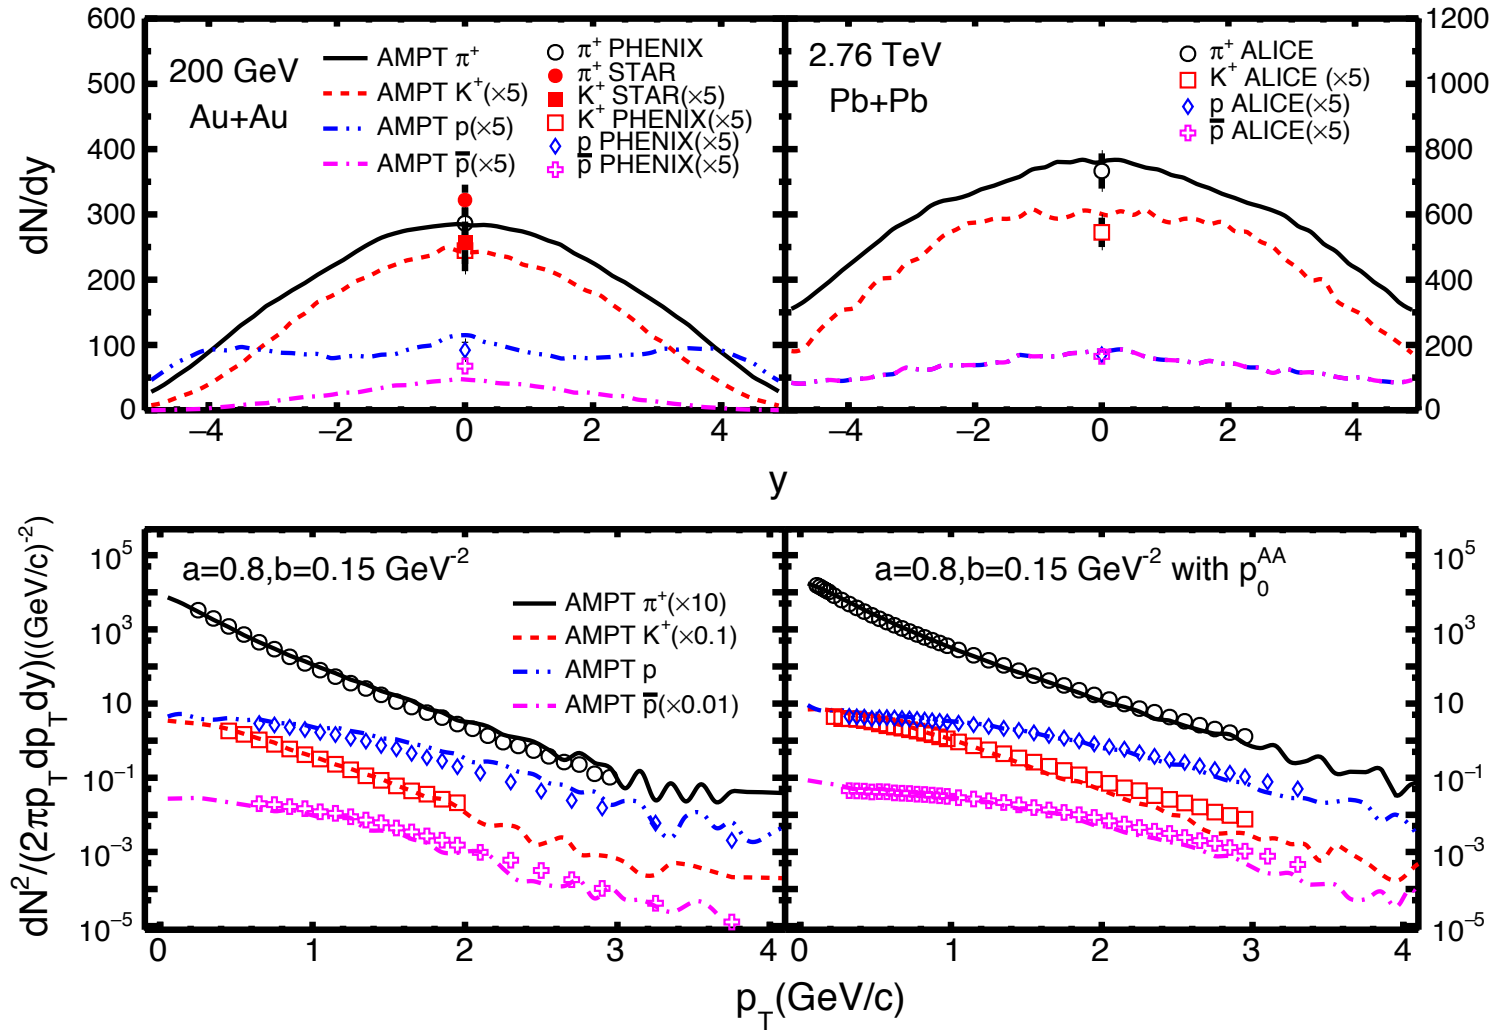 600
500
400
300
200
100
0
dN/dy
200 GeV
Au+Au
AMPT π⁺
AMPT K⁺(×5)
AMPT p(×5)
AMPT p̅(×5)
π⁺ PHENIX
π⁺ STAR
K⁺ STAR(×5)
K⁺ PHENIX(×5)
p PHENIX(×5)
p̅ PHENIX(×5)
−4 −2 0 2 4
2.76 TeV
Pb+Pb
π⁺ ALICE
K⁺ ALICE (×5)
p ALICE(×5)
p̅ ALICE(×5)
1200
1000
800
600
400
200
0
−4 −2 0 2 4
y
dN²/(2πp_T dp_T dy)((GeV/c)⁻²)
10⁵
10³
10
10⁻¹
10⁻³
10⁻⁵
a=0.8,b=0.15 GeV⁻²
AMPT π⁺(×10)
AMPT K⁺(×0.1)
AMPT p
AMPT p̅(×0.01)
0 1 2 3 4
a=0.8,b=0.15 GeV⁻² with p₀ᴬᴬ
10⁵
10³
10
10⁻¹
10⁻³
10⁻⁵
0 1 2 3 4
p_T(GeV/c)